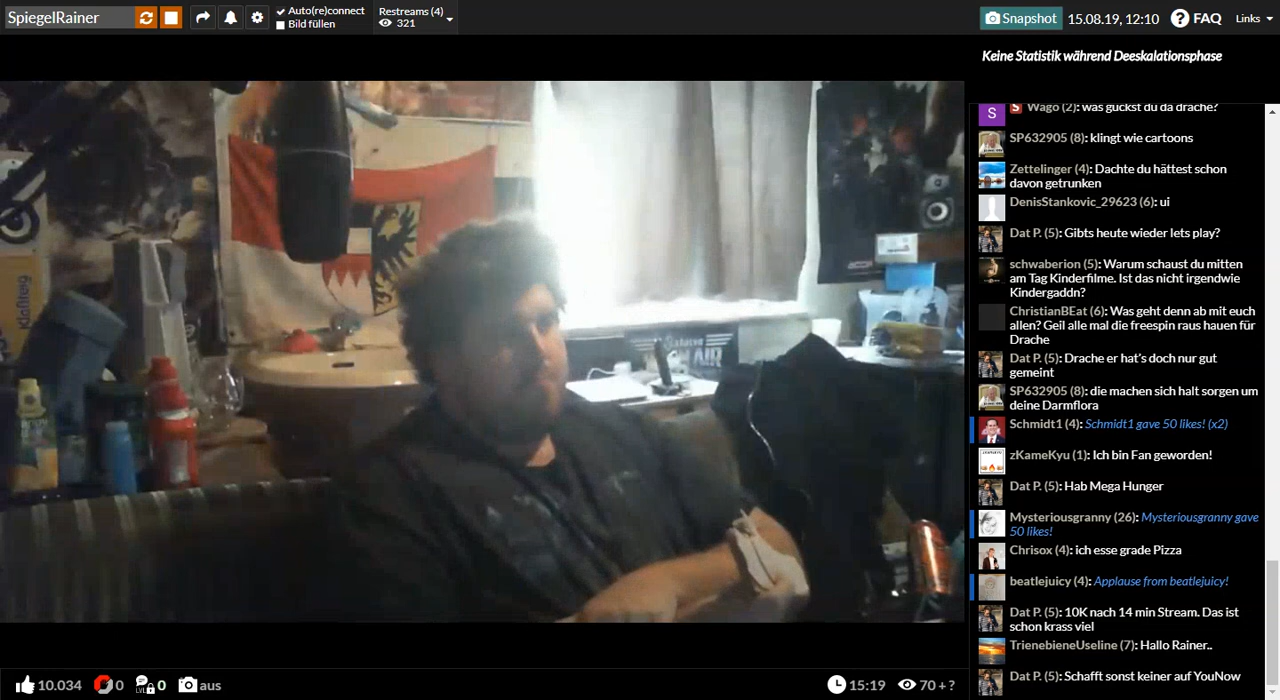 SpiegelRainer
Auto(re)connect
Bild füllen
Restreams (4)
321
Snapshot
15.08.19, 12:10
FAQ
Links
Keine Statistik während Deeskalationsphase
S
S Wago (2): was guckst du da drache?
SP632905 (8): klingt wie cartoons
Zettelinger (4): Dachte du hättest schon
davon getrunken
DenisStankovic_29623 (6): ui
Dat P. (5): Gibts heute wieder lets play?
schwaberion (5): Warum schaust du mitten
am Tag Kinderfilme. Ist das nicht irgendwie
Kindergaddn?
ChristianBEat (6): Was geht denn ab mit euch
allen? Geil alle mal die freespin raus hauen für
Drache
Dat P. (5): Drache er hat's doch nur gut
gemeint
SP632905 (8): die machen sich halt sorgen um
deine Darmflora
Schmidt1 (4): Schmidt1 gave 50 likes! (x2)
zKameKyu (1): Ich bin Fan geworden!
Dat P. (5): Hab Mega Hunger
Mysteriousgranny (26): Mysteriousgranny gave
50 likes!
Chrisox (4): ich esse grade Pizza
beatlejuicy (4): Applause from beatlejuicy!
Dat P. (5): 10K nach 14 min Stream. Das ist
schon krass viel
TrienebieneUseline (7): Hallo Rainer..
Dat P. (5): Schafft sonst keiner auf YouNow
10.034
0
LVL
0
aus
15:19
70 + ?